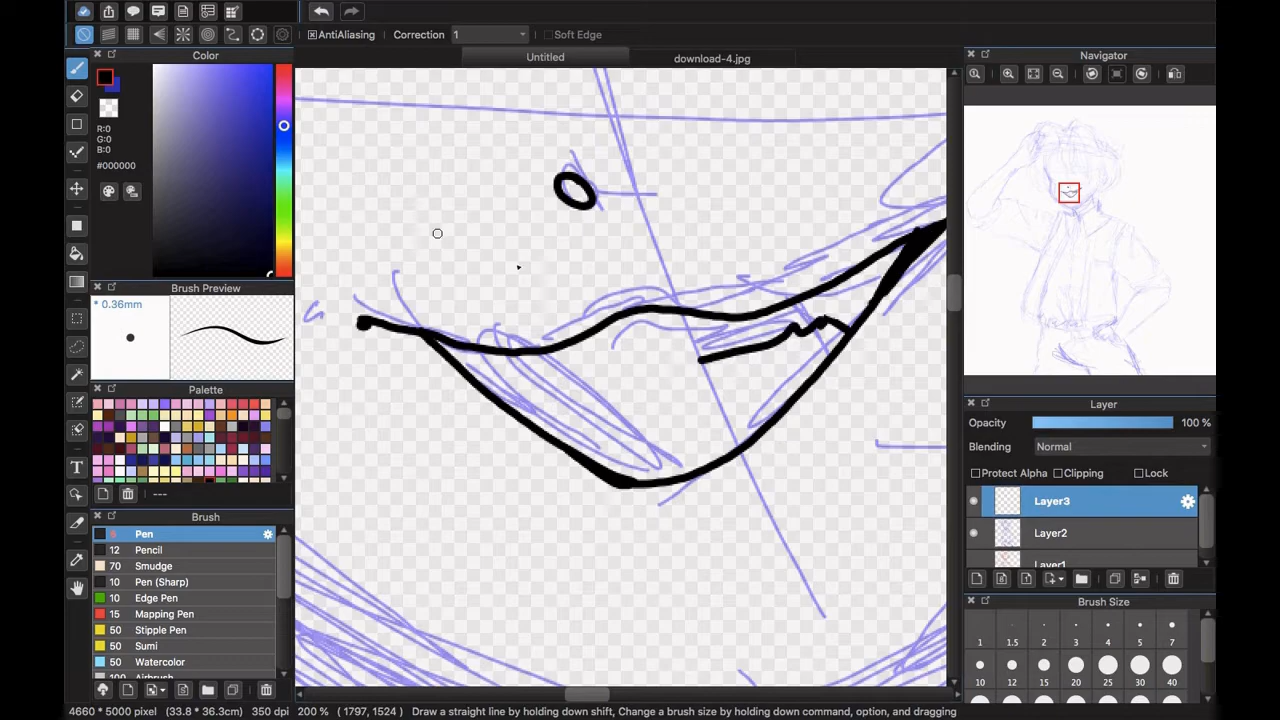 AntiAliasing Correction 1 Soft Edge
Color
Untitled
download-4.jpg
Navigator
R:0
G:0
B:0
#000000
Brush Preview
* 0.36mm
Palette
---
Brush
Pen
12 Pencil
70 Smudge
10 Pen (Sharp)
10 Edge Pen
15 Mapping Pen
50 Stipple Pen
50 Sumi
50 Watercolor
100 Airbrush
Layer
Opacity 100 %
Blending Normal
Protect Alpha Clipping Lock
Layer3
Layer2
Layer1
Brush Size
1 1.5 2 3 4 5 7
10 12 15 20 25 30 40
4660 * 5000 pixel (33.8 * 36.3cm) 350 dpi
200 % ( 1797, 1524 ) Draw a straight line by holding down shift, Change a brush size by holding down command, option, and dragging